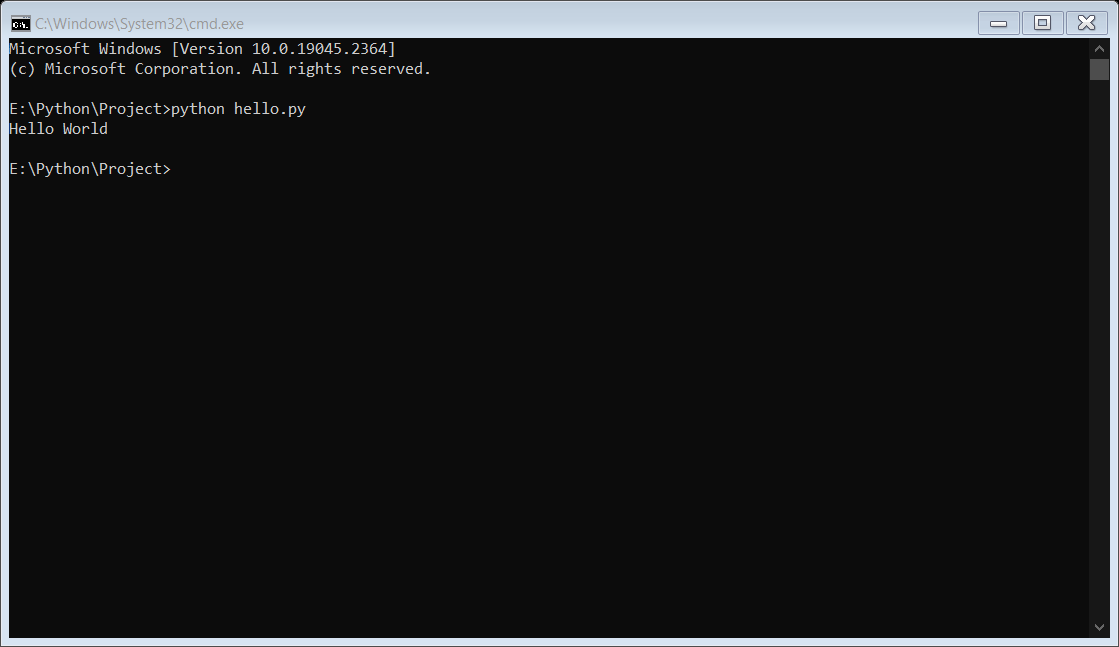 C:\Windows\System32\cmd.exe
Microsoft Windows [Version 10.0.19045.2364]
(c) Microsoft Corporation. All rights reserved.
E:\Python\Project>python hello.py
Hello World
E:\Python\Project>